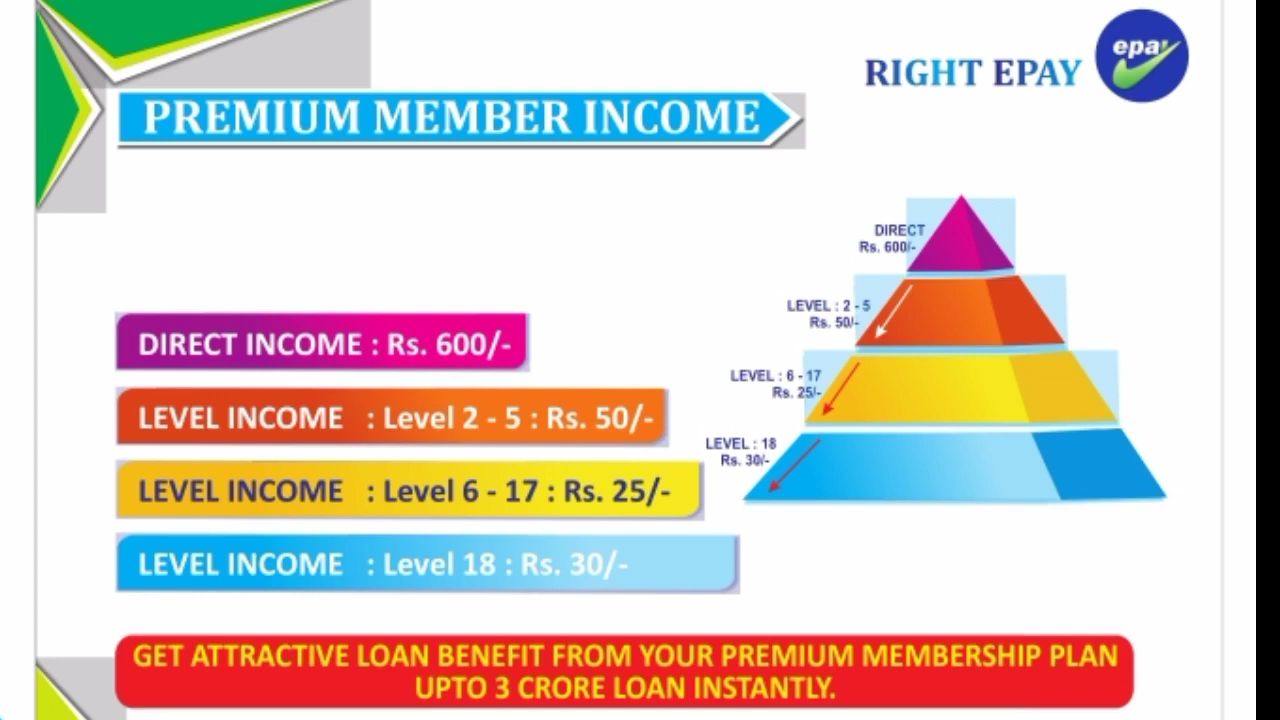 RIGHT EPAY
epay
PREMIUM MEMBER INCOME
DIRECT INCOME : Rs. 600/-
LEVEL INCOME : Level 2 - 5 : Rs. 50/-
LEVEL INCOME : Level 6 - 17 : Rs. 25/-
LEVEL INCOME : Level 18 : Rs. 30/-
DIRECT
Rs. 600/-
LEVEL : 2 - 5
Rs. 50/-
LEVEL : 6 - 17
Rs. 25/-
LEVEL : 18
Rs. 30/-
GET ATTRACTIVE LOAN BENEFIT FROM YOUR PREMIUM MEMBERSHIP PLAN
UPTO 3 CRORE LOAN INSTANTLY.